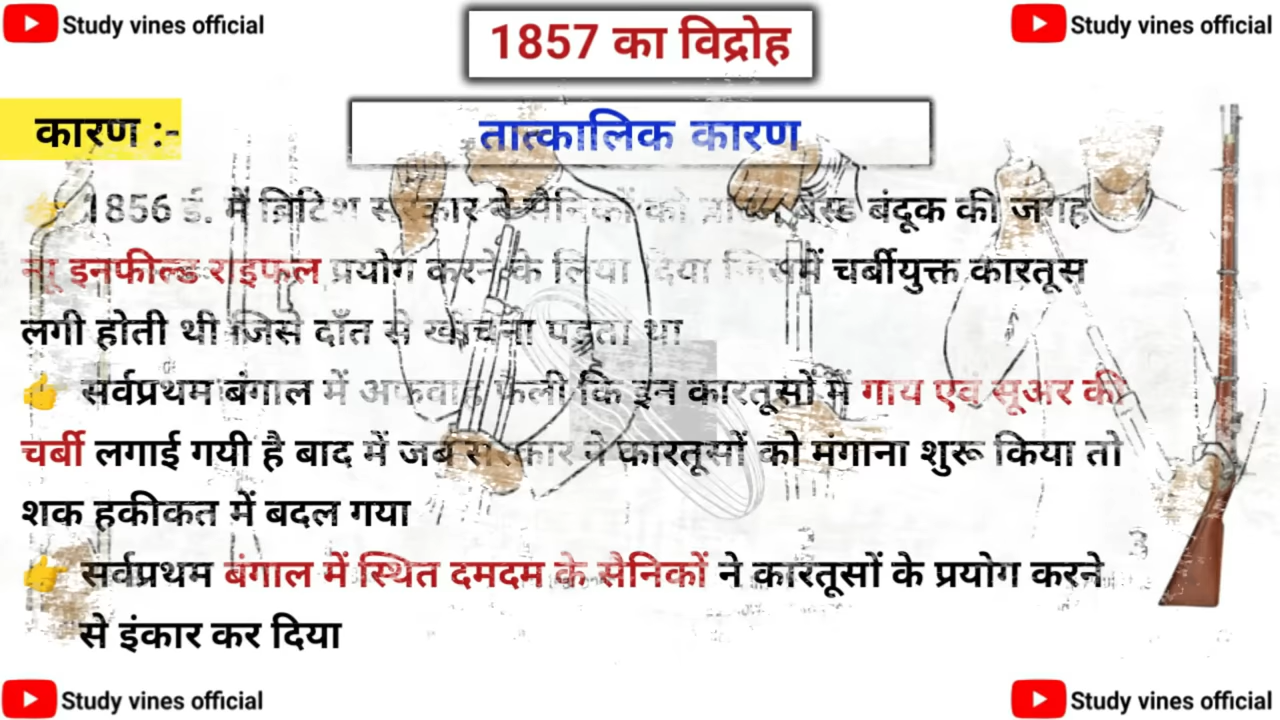 Study vines official
1857 का विद्रोह
Study vines official
कारण :-
तात्कालिक कारण
1856 ई. में ब्रिटिश सरकार ने सैनिकों को बंदूक की जगह
न्यू इनफील्ड राइफल प्रयोग करने के लिया दिया जिसमें चर्बीयुक्त कारतूस
लगी होती थी जिसे दाँत से खींचना पड़ता था
👍 सर्वप्रथम बंगाल में अफवाह फैली कि इन कारतूसों में गाय एवं सूअर की
चर्बी लगाई गयी है बाद में जब सरकार ने कारतूसों को मंगाना शुरू किया तो
शक हकीकत में बदल गया
👍 सर्वप्रथम बंगाल में स्थित दमदम के सैनिकों ने कारतूसों के प्रयोग करने
से इंकार कर दिया
Study vines official
Study vines official